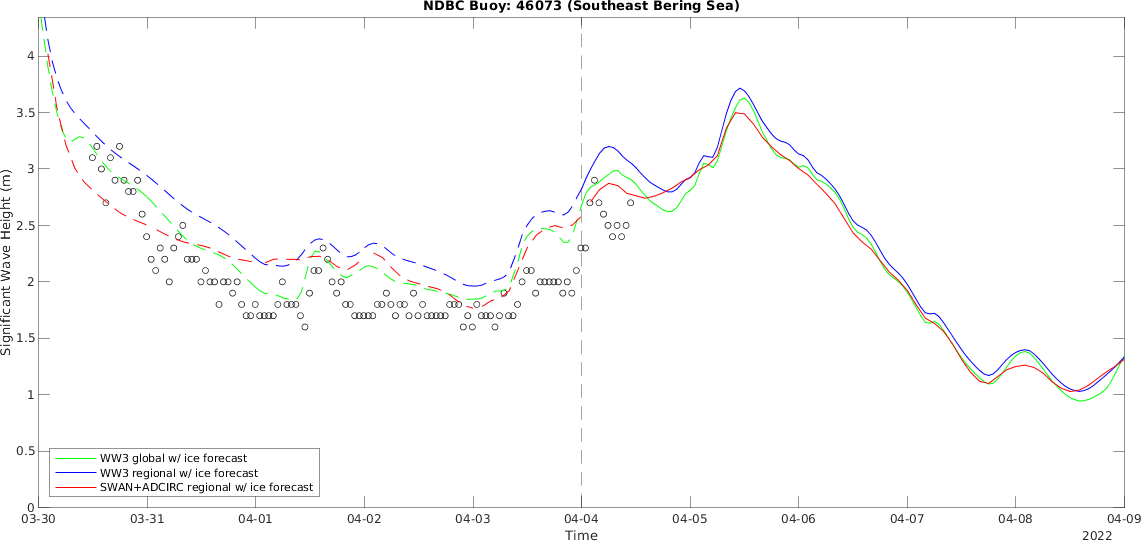 NDBC Buoy: 46073 (Southeast Bering Sea)
Significant Wave Height (m)
4
3.5
3
2.5
2
1.5
1
0.5
0
WW3 global w/ ice forecast
WW3 regional w/ ice forecast
SWAN+ADCIRC regional w/ ice forecast
03-30 03-31 04-01 04-02 04-03 04-04 04-05 04-06 04-07 04-08 04-09
Time
2022